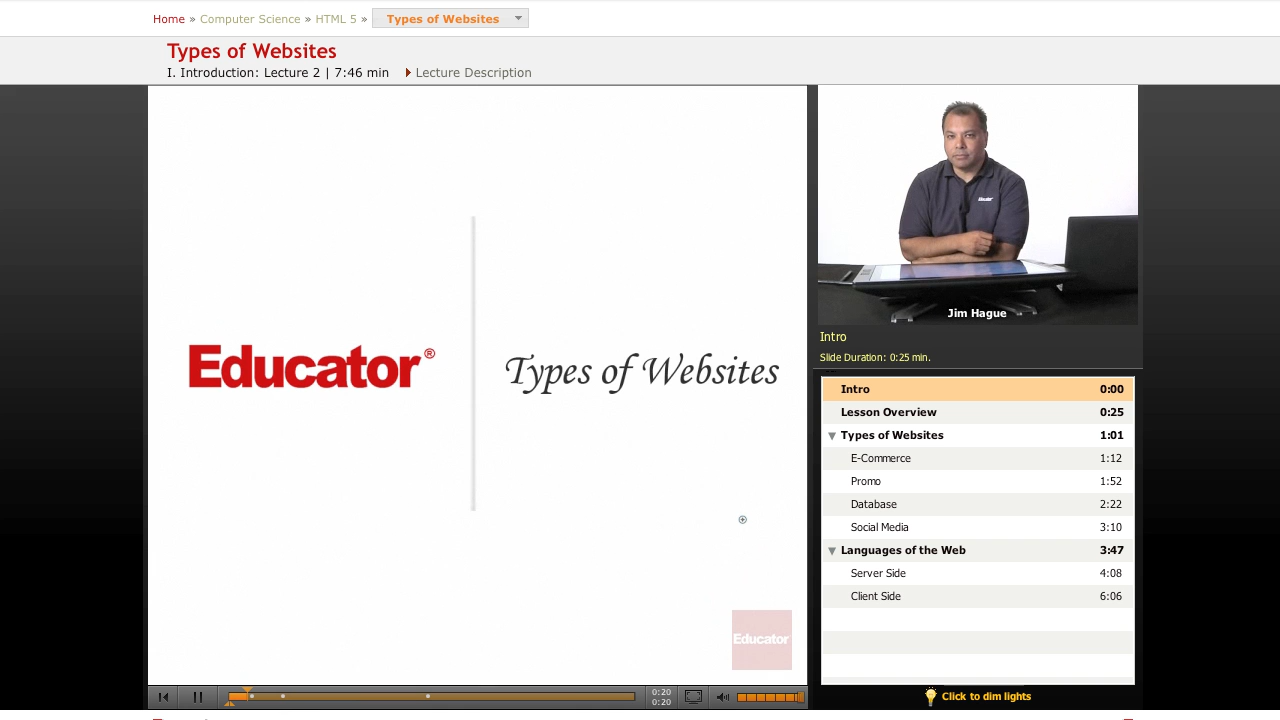 Home » Computer Science » HTML 5 » Types of Websites
Types of Websites
I. Introduction: Lecture 2 | 7:46 min Lecture Description
Educator®
Types of Websites
Educator
Educator
Jim Hague
Intro
Slide Duration: 0:25 min.
Intro 0:00
Lesson Overview 0:25
Types of Websites 1:01
E-Commerce 1:12
Promo 1:52
Database 2:22
Social Media 3:10
Languages of the Web 3:47
Server Side 4:08
Client Side 6:06
0:20
0:20
Click to dim lights